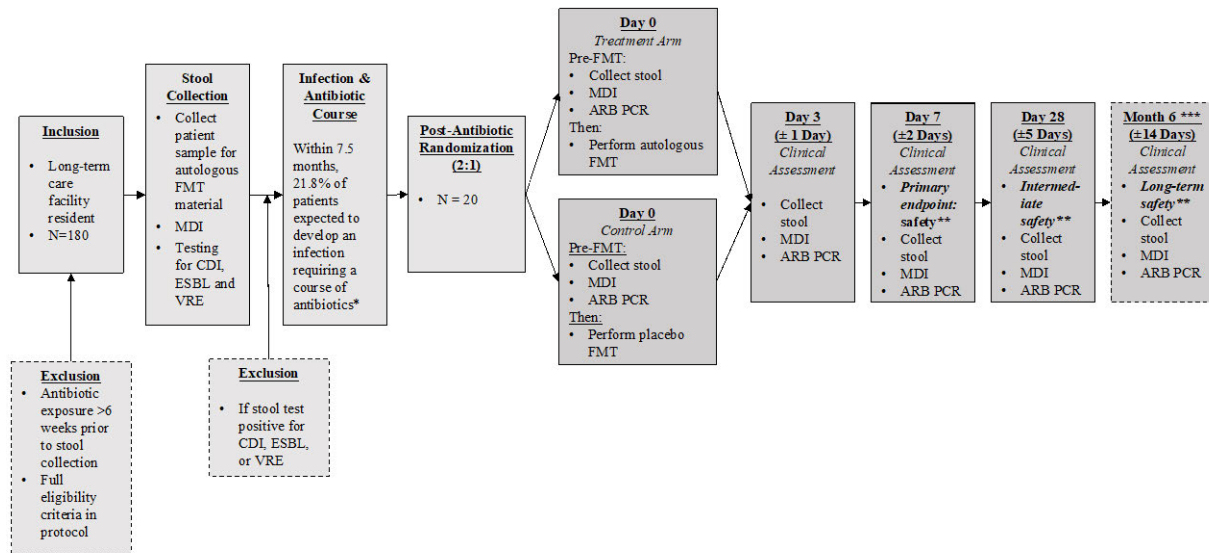 Inclusion
• Long-term
care
facility
resident
• N=180
Exclusion
• Antibiotic
exposure >6
weeks prior
to stool
collection
• Full
eligibility
criteria in
protocol
Stool
Collection
• Collect
patient
sample for
autologous
FMT
material
• MDI
• Testing
for CDI,
ESBL and
VRE
Exclusion
• If stool test
positive for
CDI, ESBL,
or VRE
Infection &
Antibiotic
Course
Within 7.5
months,
21.8% of
patients
expected to
develop an
infection
requiring a
course of
antibiotics*
Post-Antibiotic
Randomization
(2:1)
• N = 20
Day 0
Treatment Arm
Pre-FMT:
• Collect stool
• MDI
• ARB PCR
Then:
• Perform autologous
FMT
Day 0
Control Arm
Pre-FMT:
• Collect stool
• MDI
• ARB PCR
Then:
• Perform placebo
FMT
Day 3
(± 1 Day)
Clinical
Assessment
• Collect
stool
• MDI
• ARB PCR
Day 7
(±2 Days)
Clinical
Assessment
• Primary
endpoint:
safety**
• Collect
stool
• MDI
• ARB PCR
Day 28
(±5 Days)
Clinical
Assessment
• Intermed-
iate
safety**
• Collect
stool
• MDI
• ARB PCR
Month 6 ***
(±14 Days)
Clinical
Assessment
• Long-term
safety**
• Collect
stool
• MDI
• ARB PCR